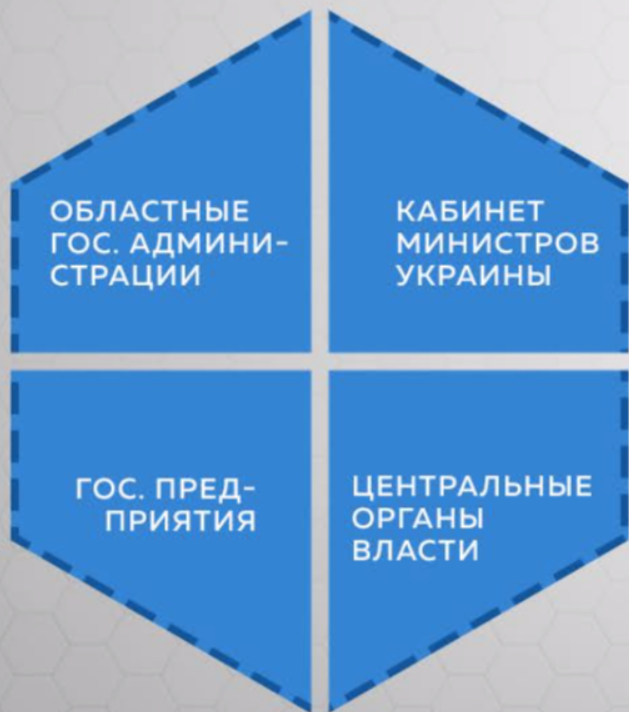 ОБЛАСТНЫЕ
ГОС. АДМИНИ-
СТРАЦИИ
КАБИНЕТ
МИНИСТРОВ
УКРАИНЫ
ГОС. ПРЕД-
ПРИЯТИЯ
ЦЕНТРАЛЬНЫЕ
ОРГАНЫ
ВЛАСТИ